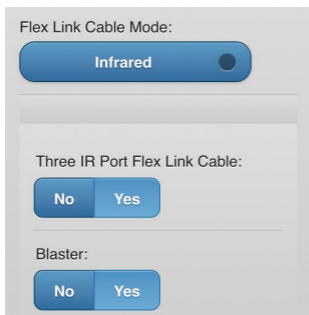 Flex Link Cable Mode:
Infrared
Three IR Port Flex Link Cable:
No Yes
Blaster:
No Yes